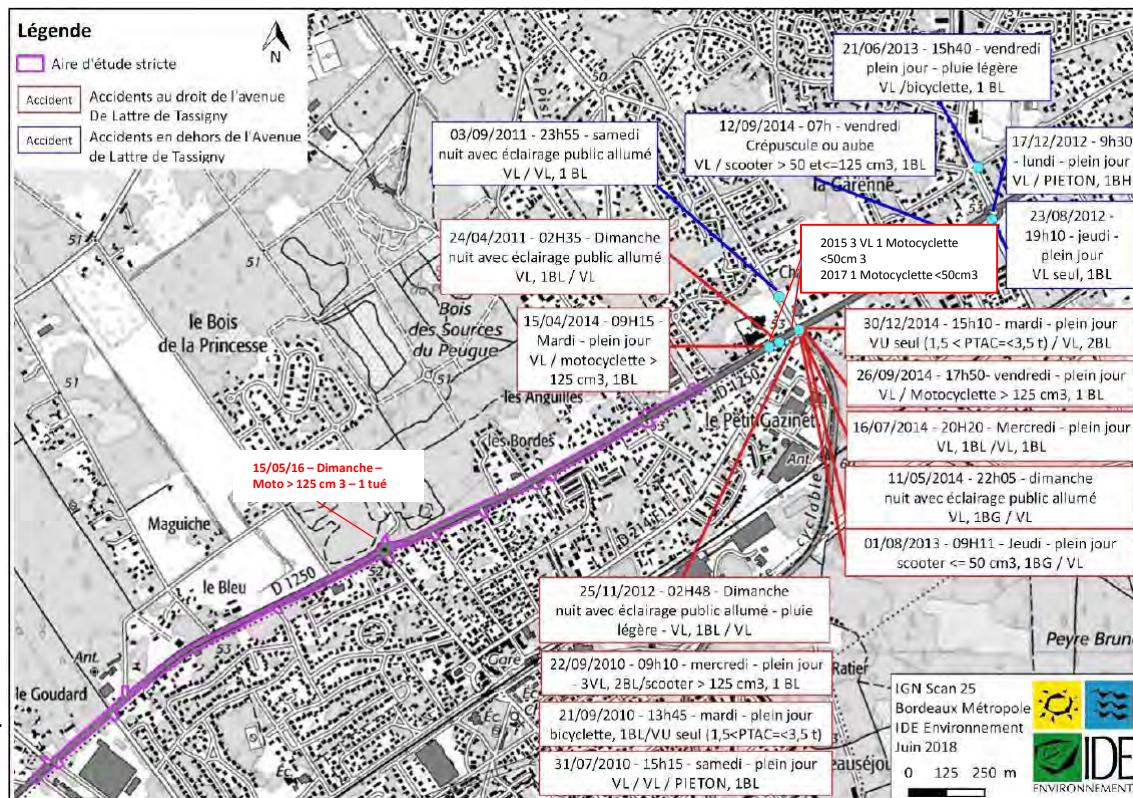 Légende
N
Aire d'étude stricte
Accident
Accidents au droit de l'avenue
De Lattre de Tassigny
Accident
Accidents en dehors de l'Avenue
de Lattre de Tassigny
21/06/2013 - 15h40 - vendredi
plein jour - pluie légère
VL /bicyclette, 1 BL
03/09/2011 - 23h55 - samedi
nuit avec éclairage public allumé
VL / VL, 1 BL
12/09/2014 - 07h - vendredi
Crépuscule ou aube
VL / scooter > 50 et<=125 cm3, 1BL
17/12/2012 - 9h30
- lundi - plein jour
VL / PIETON, 1BH
23/08/2012 -
19h10 - jeudi -
plein jour
VL seul, 1BL
24/04/2011 - 02H35 - Dimanche
nuit avec éclairage public allumé
VL, 1BL / VL
2015 3 VL 1 Motocyclette
<50cm 3
2017 1 Motocyclette <50cm3
15/04/2014 - 09H15 -
Mardi - plein jour
VL / motocyclette >
125 cm3, 1BL
30/12/2014 - 15h10 - mardi - plein jour
VU seul (1,5 < PTAC=<3,5 t) / VL, 2BL
26/09/2014 - 17h50- vendredi - plein jour
VL / Motocyclette > 125 cm3, 1 BL
16/07/2014 - 20H20 - Mercredi - plein jour
VL, 1BL /VL, 1BL
11/05/2014 - 22h05 - dimanche
nuit avec éclairage public allumé
VL, 1BG / VL
01/08/2013 - 09H11 - Jeudi - plein jour
scooter <= 50 cm3, 1BG / VL
15/05/16 – Dimanche –
Moto > 125 cm 3 – 1 tué
25/11/2012 - 02H48 - Dimanche
nuit avec éclairage public allumé - pluie
légère - VL, 1BL / VL
22/09/2010 - 09h10 - mercredi - plein jour
- 3VL, 2BL/scooter > 125 cm3, 1 BL
21/09/2010 - 13h45 - mardi - plein jour
bicyclette, 1BL/VU seul (1,5<PTAC=<3,5 t)
31/07/2010 - 15h15 - samedi - plein jour
VL / VL / PIETON, 1BL
50
la Garenne
53
51
51
51
le Bois
de la Princesse
Bois
des Sources
du Peugue
53
D 1250
les Anguilles
le Petit Gazinet
Ant.
les Bordes
D 214
Maguiche
le Bleu
D 1250
53
Ant.
le Goudard
Gare
Ec.
Ec.
Peyre Brune
Ratier
IGN Scan 25
Bordeaux Métropole
IDE Environnement
Juin 2018
0 125 250 m
IDE
ENVIRONNEMENT